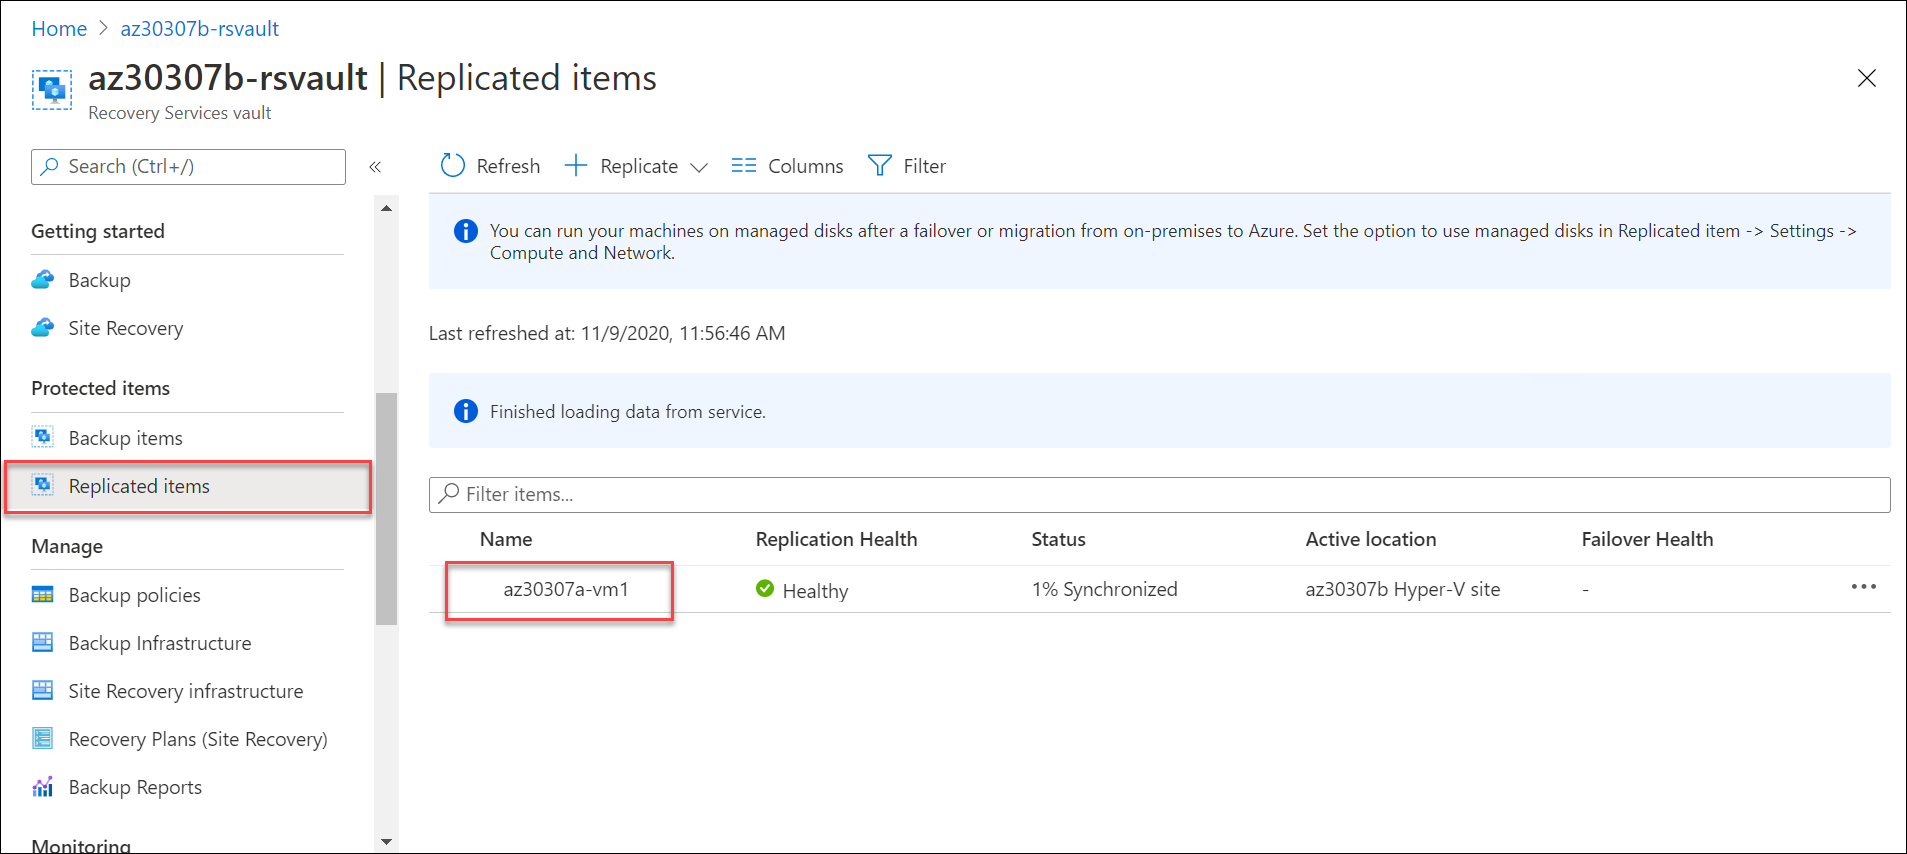 Home > az30307b-rsvault
az30307b-rsvault | Replicated items
Recovery Services vault
Search (Ctrl+/)
«
Getting started
Backup
Site Recovery
Protected items
Backup items
Replicated items
Manage
Backup policies
Backup Infrastructure
Site Recovery infrastructure
Recovery Plans (Site Recovery)
Backup Reports
Monitoring
Refresh + Replicate Columns Filter
You can run your machines on managed disks after a failover or migration from on-premises to Azure. Set the option to use managed disks in Replicated item -> Settings ->
Compute and Network.
Last refreshed at: 11/9/2020, 11:56:46 AM
Finished loading data from service.
Filter items...
Name Replication Health Status Active location Failover Health
az30307a-vm1 Healthy 1% Synchronized az30307b Hyper-V site - ...